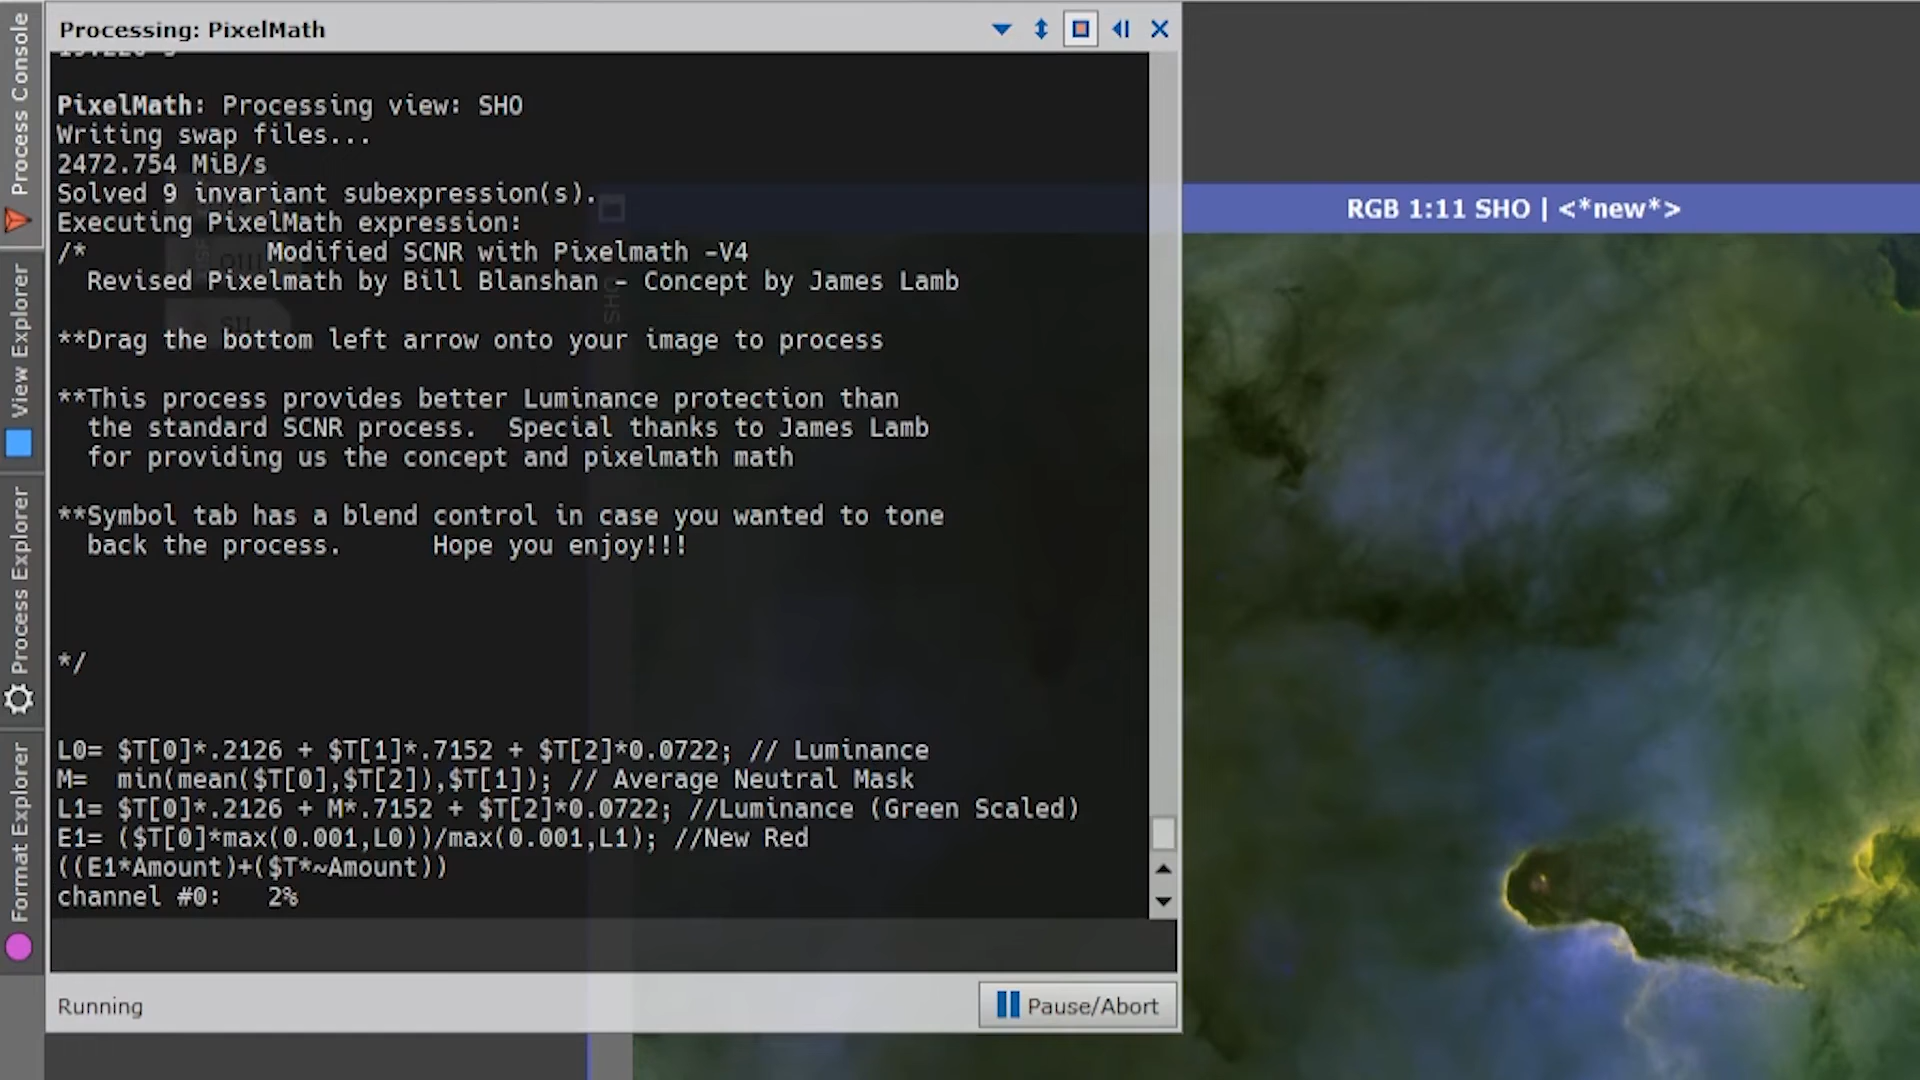 Processing: PixelMath
PixelMath: Processing view: SHO
Writing swap files...
2472.754 MiB/s
Solved 9 invariant subexpression(s).
Executing PixelMath expression:
/*            Modified SCNR with Pixelmath -V4
Revised Pixelmath by Bill Blanshan - Concept by James Lamb
**Drag the bottom left arrow onto your image to process
**This process provides better Luminance protection than
the standard SCNR process.  Special thanks to James Lamb
for providing us the concept and pixelmath math
**Symbol tab has a blend control in case you wanted to tone
back the process.      Hope you enjoy!!!
*/
L0= $T[0]*.2126 + $T[1]*.7152 + $T[2]*0.0722; // Luminance
M=  min(mean($T[0],$T[2]),$T[1]); // Average Neutral Mask
L1= $T[0]*.2126 + M*.7152 + $T[2]*0.0722; //Luminance (Green Scaled)
E1= ($T[0]*max(0.001,L0))/max(0.001,L1); //New Red
((E1*Amount)+($T*~Amount))
channel #0:   2%
Running
Pause/Abort
Process Console
View Explorer
Process Explorer
Format Explorer
RGB 1:11 SHO | <*new*>
OIII
SII
SHO